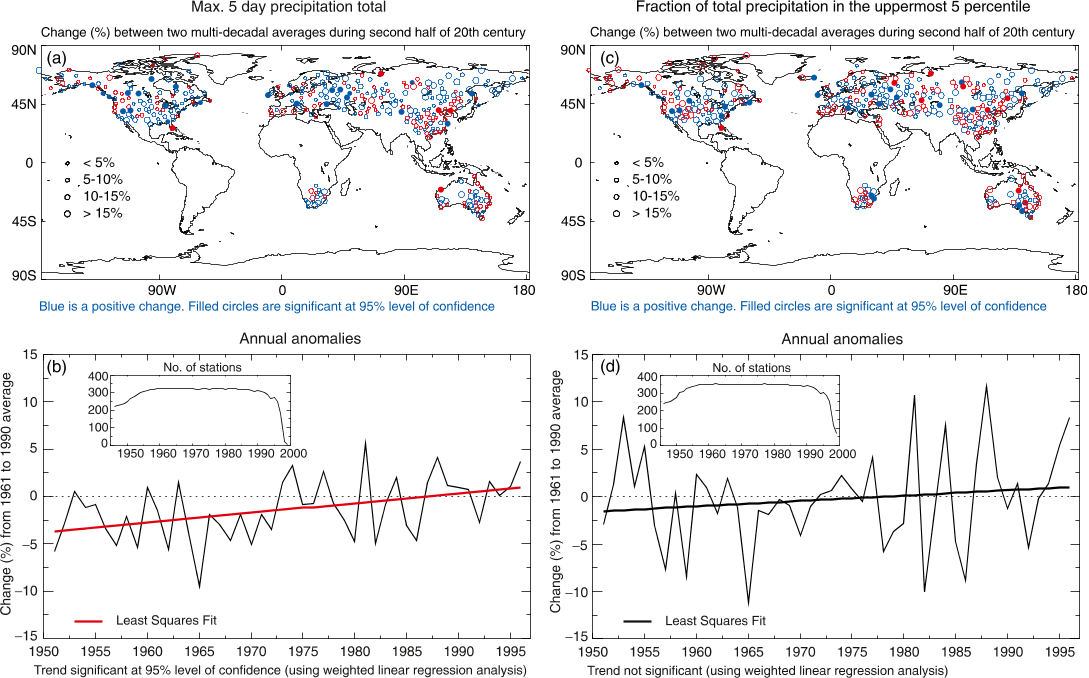 Max. 5 day precipitation total
Change (%) between two multi-decadal averages during second half of 20th century
(a)
90N
45N
0
45S
90S
< 5%
5-10%
10-15%
> 15%
90W
0
90E
180
Blue is a positive change. Filled circles are significant at 95% level of confidence
Fraction of total precipitation in the uppermost 5 percentile
Change (%) between two multi-decadal averages during second half of 20th century
(c)
90N
45N
0
45S
90S
< 5%
5-10%
10-15%
> 15%
90W
0
90E
180
Blue is a positive change. Filled circles are significant at 95% level of confidence
Annual anomalies
(b)
Change (%) from 1961 to 1990 average
15
10
5
0
−5
−10
−15
No. of stations
400
300
200
100
0
1950 1960 1970 1980 1990 2000
Least Squares Fit
1950 1955 1960 1965 1970 1975 1980 1985 1990 1995
Trend significant at 95% level of confidence (using weighted linear regression analysis)
Annual anomalies
(d)
Change (%) from 1961 to 1990 average
15
10
5
0
−5
−10
−15
No. of stations
400
300
200
100
0
1950 1960 1970 1980 1990 2000
Least Squares Fit
1950 1955 1960 1965 1970 1975 1980 1985 1990 1995
Trend not significant (using weighted linear regression analysis)